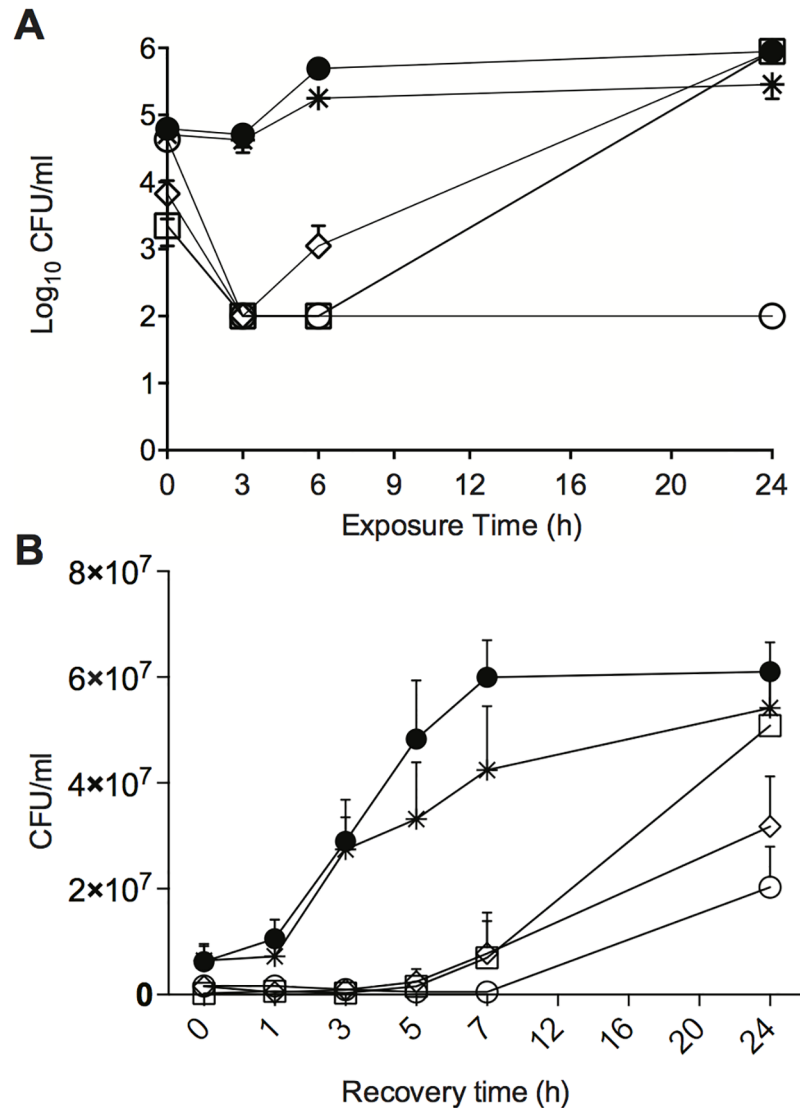 A
6
5
4
3
2
1
0
Log10 CFU/ml
0 3 6 9 12 16 20 24
Exposure Time (h)
B
8×10⁷
6×10⁷
4×10⁷
2×10⁷
0
CFU/ml
0 1 3 5 7 12 16 20 24
Recovery time (h)